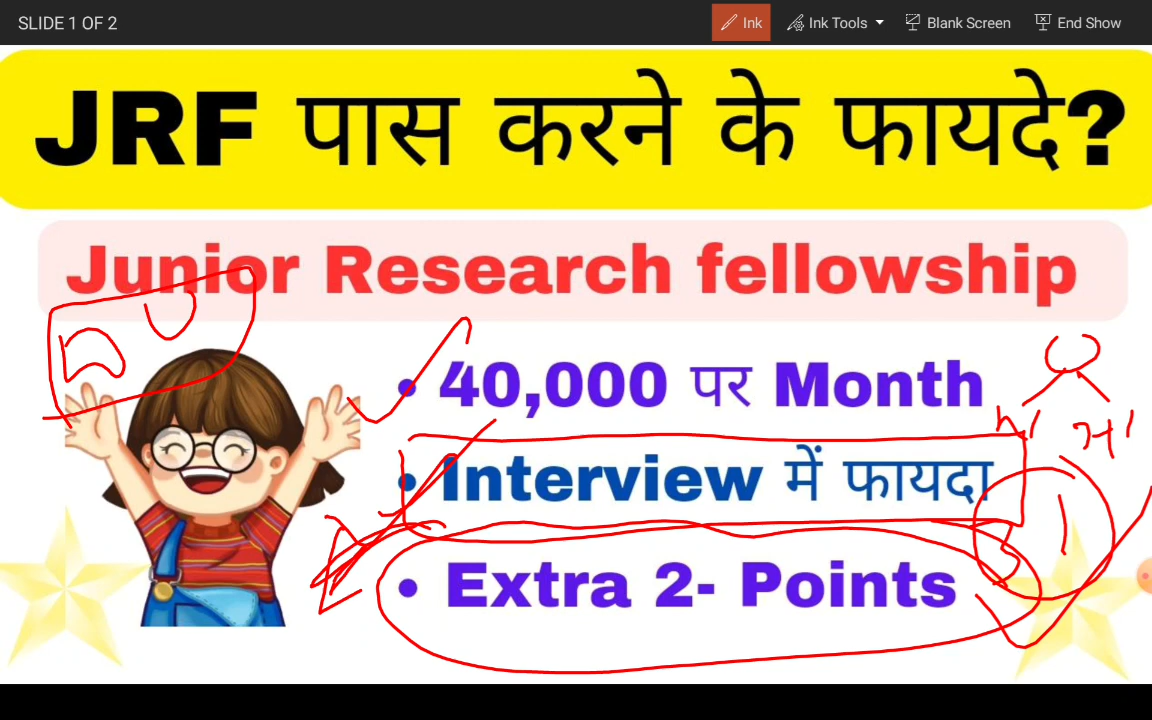 SLIDE 1 OF 2 Ink Ink Tools Blank Screen End Show
JRF पास करने के फायदे?
Junior Research fellowship
• 40,000 पर Month
• Interview में फायदा
• Extra 2- Points